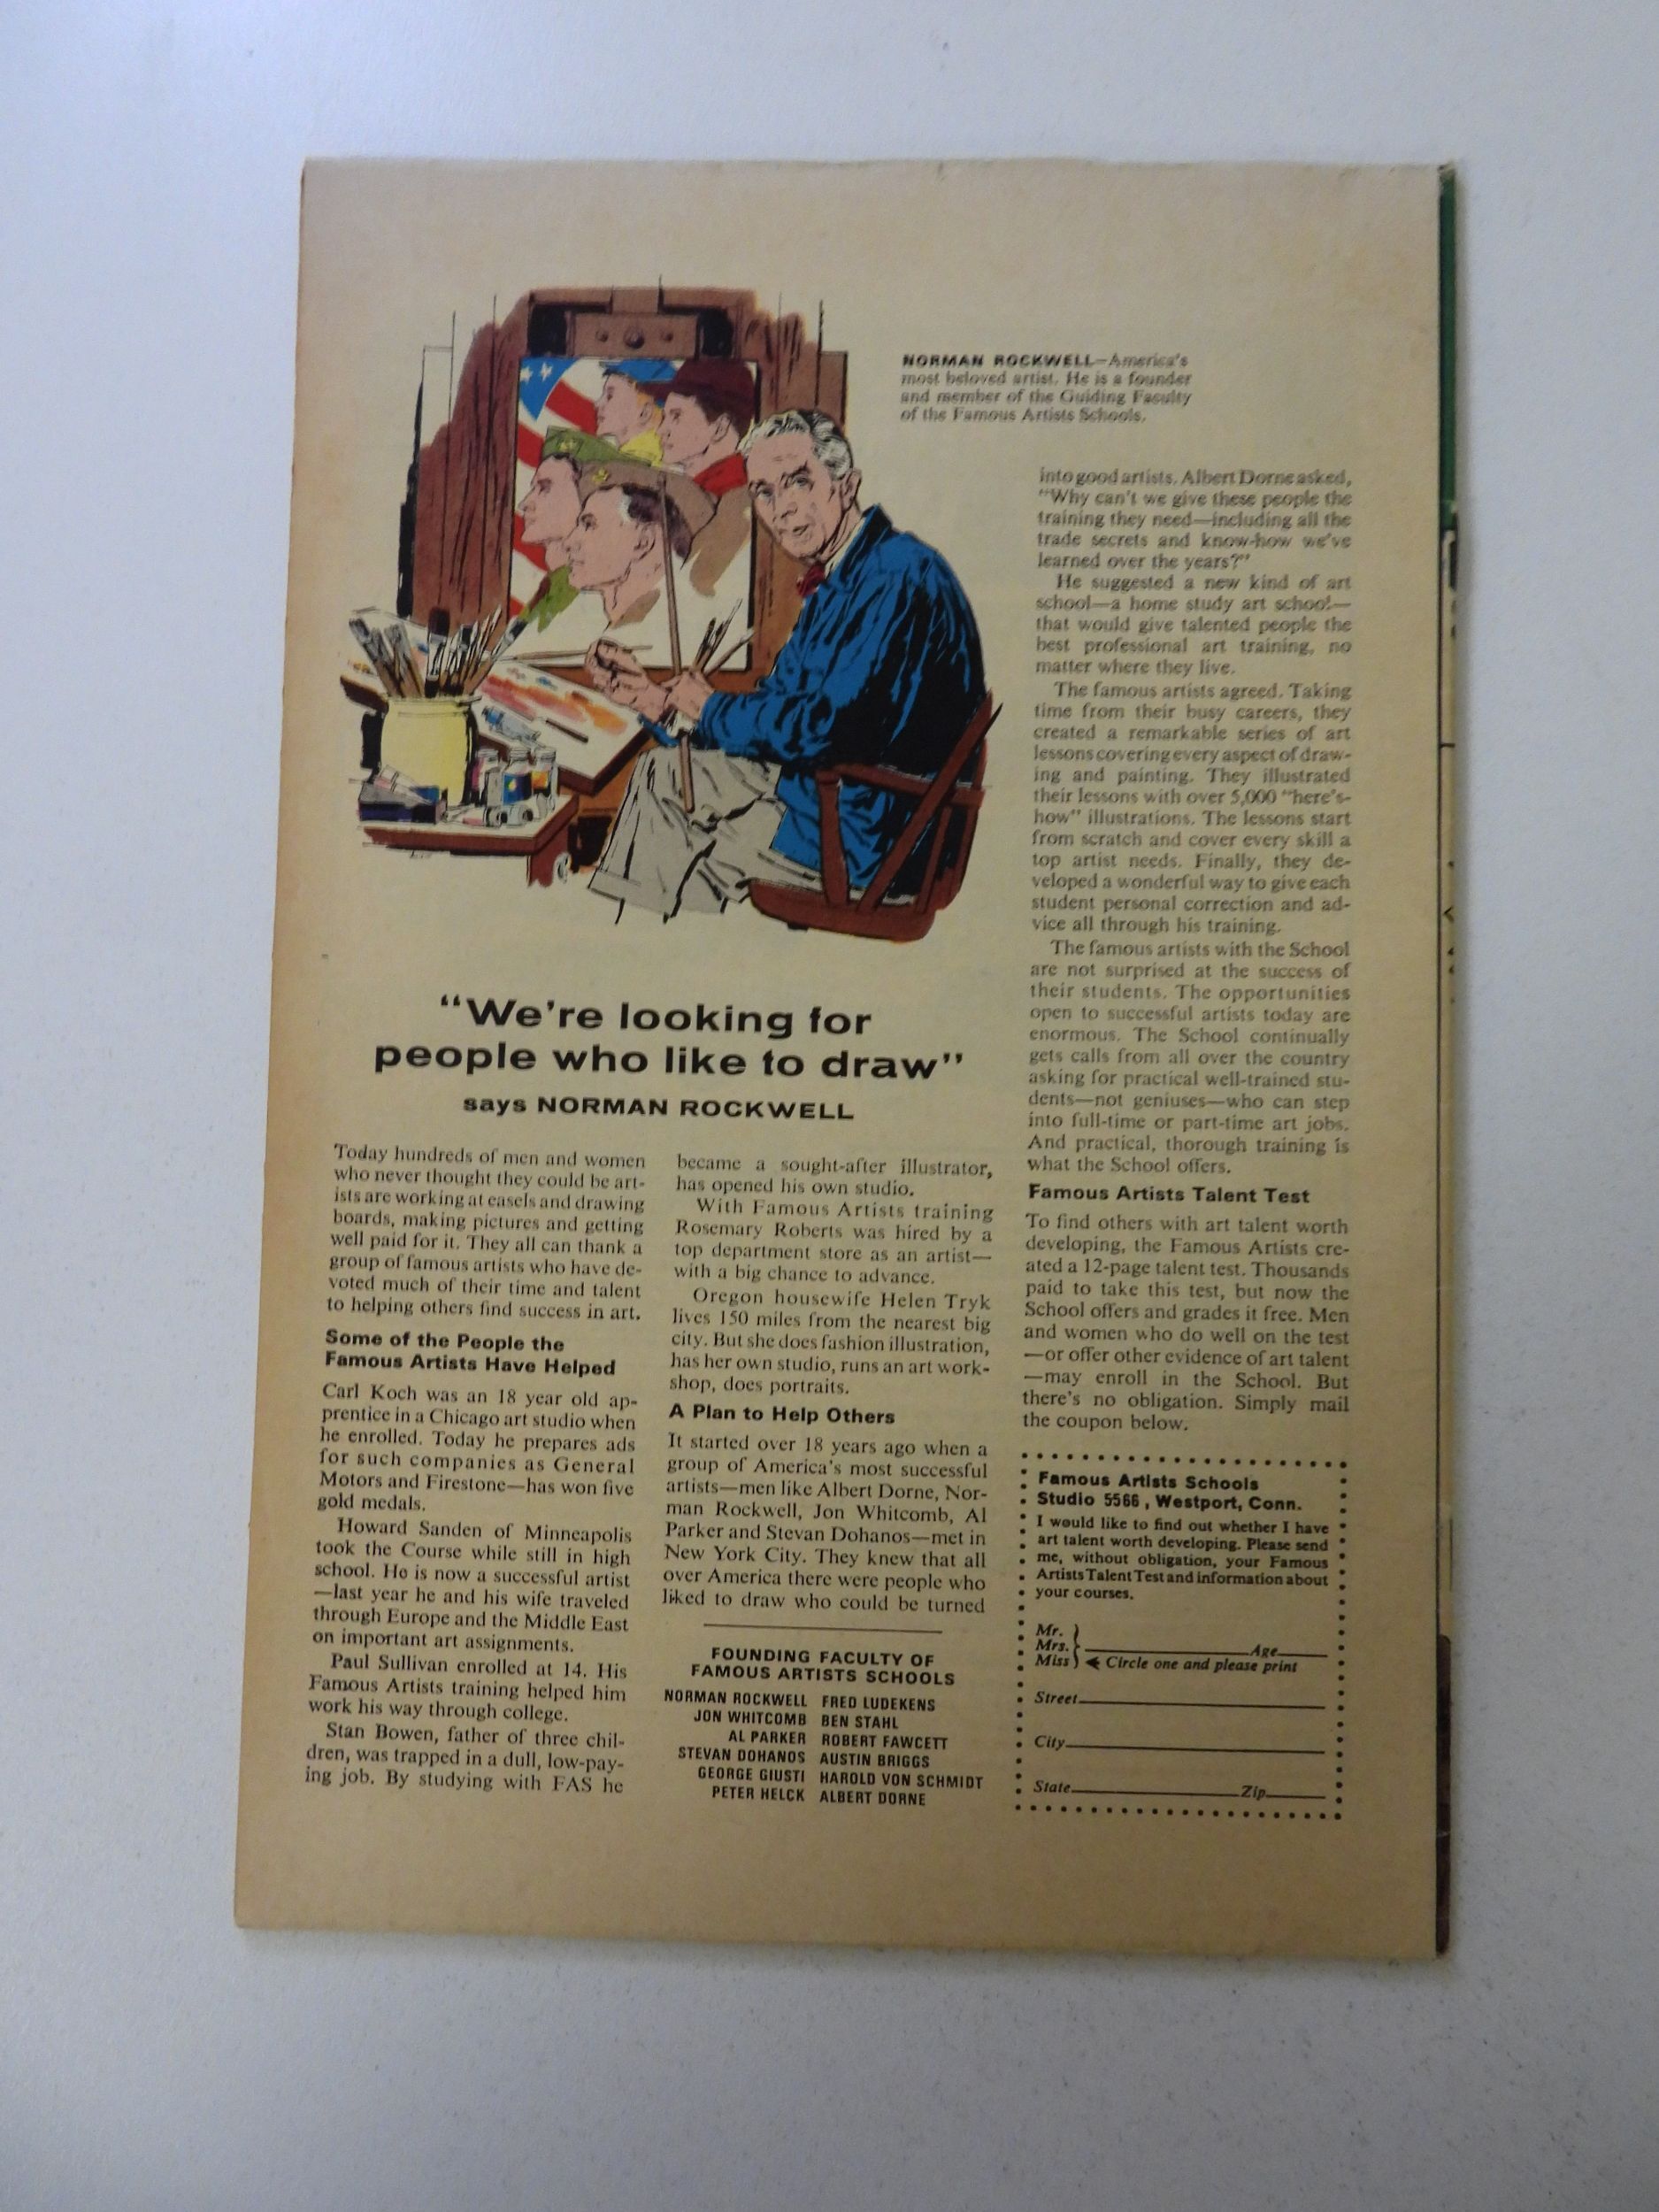 NORMAN ROCKWELL—America's
most beloved artist. He is a founder
and member of the Guiding Faculty
of the Famous Artists Schools.
"We're looking for
people who like to draw"
says NORMAN ROCKWELL
Today hundreds of men and women
who never thought they could be art-
ists are working at easels and drawing
boards, making pictures and getting
well paid for it. They all can thank a
group of famous artists who have de-
voted much of their time and talent
to helping others find success in art.
Some of the People the
Famous Artists Have Helped
Carl Koch was an 18 year old ap-
prentice in a Chicago art studio when
he enrolled. Today he prepares ads
for such companies as General
Motors and Firestone—has won five
gold medals.
Howard Sanden of Minneapolis
took the Course while still in high
school. He is now a successful artist
—last year he and his wife traveled
through Europe and the Middle East
on important art assignments.
Paul Sullivan enrolled at 14. His
Famous Artists training helped him
work his way through college.
Stan Bowen, father of three chil-
dren, was trapped in a dull, low-pay-
ing job. By studying with FAS he
became a sought-after illustrator,
has opened his own studio.
With Famous Artists training
Rosemary Roberts was hired by a
top department store as an artist—
with a big chance to advance.
Oregon housewife Helen Tryk
lives 150 miles from the nearest big
city. But she does fashion illustration,
has her own studio, runs an art work-
shop, does portraits.
A Plan to Help Others
It started over 18 years ago when a
group of America's most successful
artists—men like Albert Dorne, Nor-
man Rockwell, Jon Whitcomb, Al
Parker and Stevan Dohanos—met in
New York City. They knew that all
over America there were people who
liked to draw who could be turned
FOUNDING FACULTY OF
FAMOUS ARTISTS SCHOOLS
NORMAN ROCKWELL FRED LUDEKENS
JON WHITCOMB BEN STAHL
AL PARKER ROBERT FAWCETT
STEVAN DOHANOS AUSTIN BRIGGS
GEORGE GIUSTI HAROLD VON SCHMIDT
PETER HELCK ALBERT DORNE
into good artists. Albert Dorne asked,
"Why can't we give these people the
training they need—including all the
trade secrets and know-how we've
learned over the years?"
He suggested a new kind of art
school—a home study art school—
that would give talented people the
best professional art training, no
matter where they live.
The famous artists agreed. Taking
time from their busy careers, they
created a remarkable series of art
lessons covering every aspect of draw-
ing and painting. They illustrated
their lessons with over 5,000 "here's-
how" illustrations. The lessons start
from scratch and cover every skill a
top artist needs. Finally, they de-
veloped a wonderful way to give each
student personal correction and ad-
vice all through his training.
The famous artists with the School
are not surprised at the success of
their students. The opportunities
open to successful artists today are
enormous. The School continually
gets calls from all over the country
asking for practical well-trained stu-
dents—not geniuses—who can step
into full-time or part-time art jobs.
And practical, thorough training is
what the School offers.
Famous Artists Talent Test
To find others with art talent worth
developing, the Famous Artists cre-
ated a 12-page talent test. Thousands
paid to take this test, but now the
School offers and grades it free. Men
and women who do well on the test
—or offer other evidence of art talent
—may enroll in the School. But
there's no obligation. Simply mail
the coupon below.
Famous Artists Schools
Studio 5566, Westport, Conn.
I would like to find out whether I have
art talent worth developing. Please send
me, without obligation, your Famous
Artists Talent Test and information about
your courses.
Mr.
Mrs. Age
Miss Circle one and please print
Street
City
State Zip